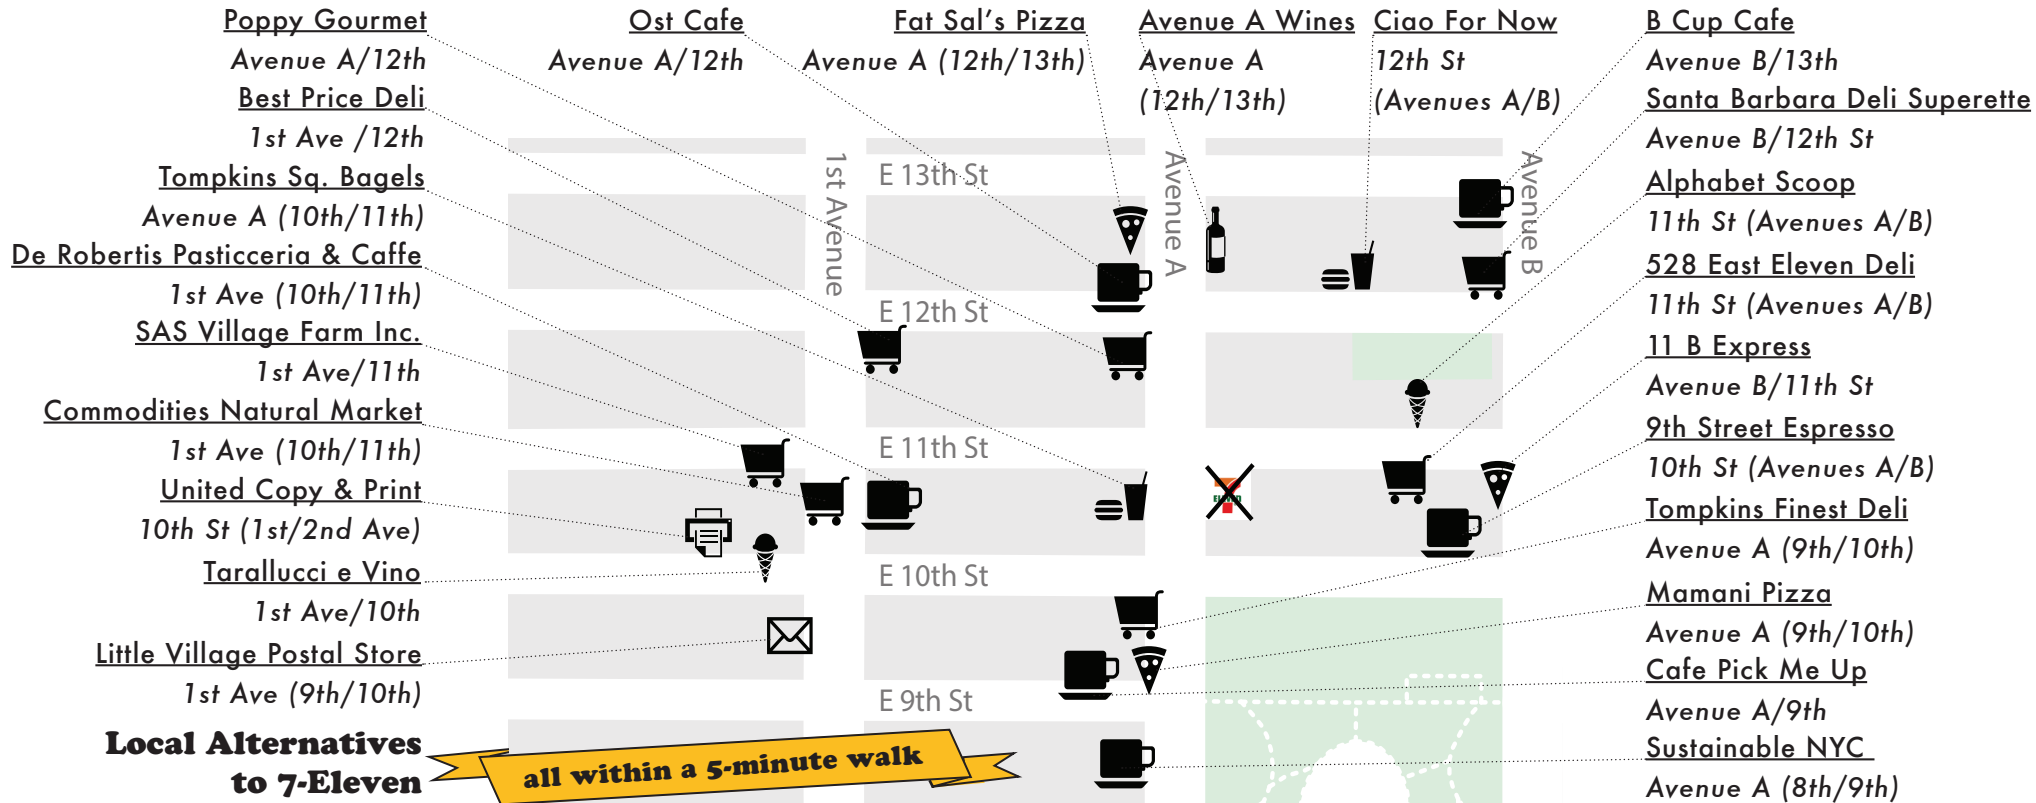 Poppy Gourmet
Avenue A/12th
Best Price Deli
1st Ave /12th
Tompkins Sq. Bagels
Avenue A (10th/11th)
De Robertis Pasticceria & Caffe
1st Ave (10th/11th)
SAS Village Farm Inc.
1st Ave/11th
Commodities Natural Market
1st Ave (10th/11th)
United Copy & Print
10th St (1st/2nd Ave)
Tarallucci e Vino
1st Ave/10th
Little Village Postal Store
1st Ave (9th/10th)
Local Alternatives
to 7-Eleven
all within a 5-minute walk
Ost Cafe
Avenue A/12th
Fat Sal's Pizza
Avenue A (12th/13th)
Avenue A Wines
Avenue A
(12th/13th)
Ciao For Now
12th St
(Avenues A/B)
B Cup Cafe
Avenue B/13th
Santa Barbara Deli Superette
Avenue B/12th St
Alphabet Scoop
11th St (Avenues A/B)
528 East Eleven Deli
11th St (Avenues A/B)
11 B Express
Avenue B/11th St
9th Street Espresso
10th St (Avenues A/B)
Tompkins Finest Deli
Avenue A (9th/10th)
Mamani Pizza
Avenue A (9th/10th)
Cafe Pick Me Up
Avenue A/9th
Sustainable NYC
Avenue A (8th/9th)
1st Avenue
Avenue A
Avenue B
E 13th St
E 12th St
E 11th St
E 10th St
E 9th St
ELEVEN